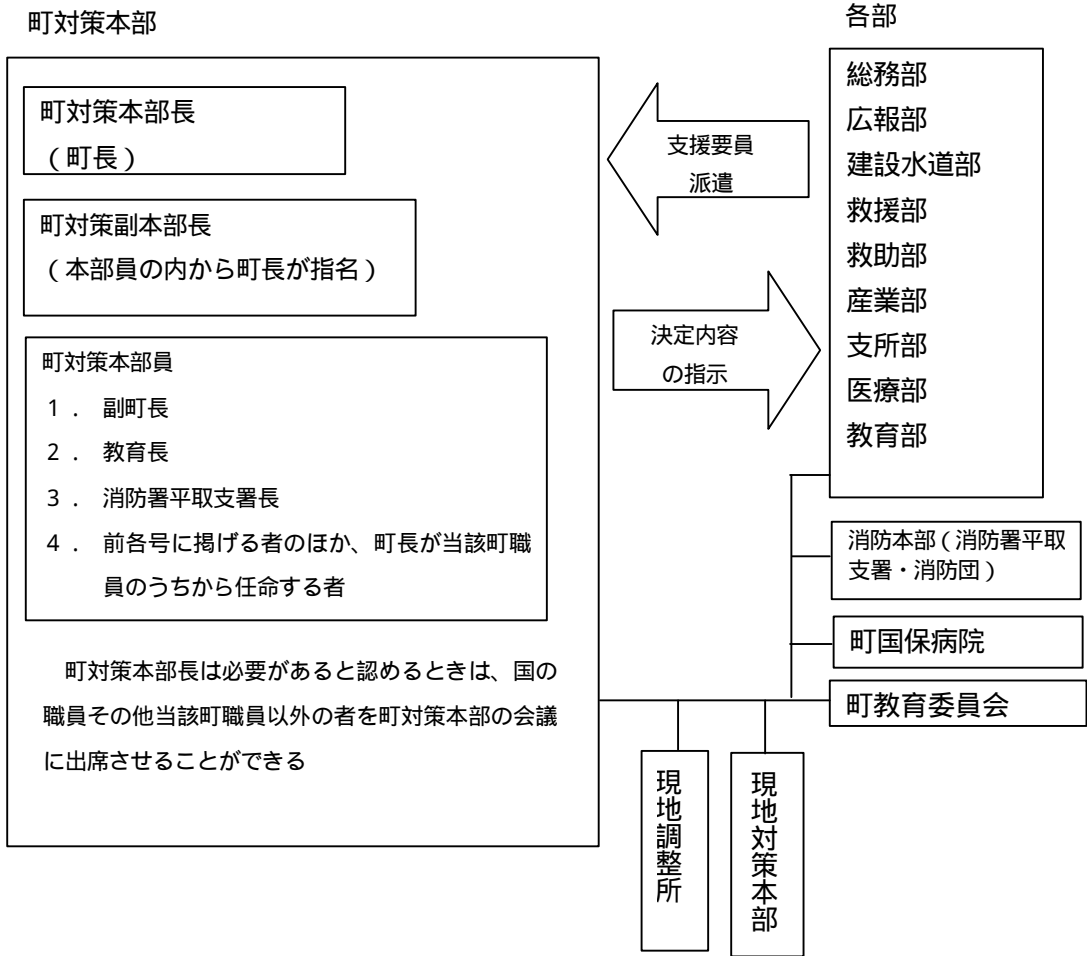 町対策本部
町対策本部長
（町長）
町対策副本部長
（本部員の内から町長が指名）
町対策本部員
１． 副町長
２． 教育長
３． 消防署平取支署長
４． 前各号に掲げる者のほか、町長が当該町職
員のうちから任命する者
町対策本部長は必要があると認めるときは、国の
職員その他当該町職員以外の者を町対策本部の会議
に出席させることができる
支援要員
派遣
決定内容
の指示
各部
総務部
広報部
建設水道部
救援部
救助部
産業部
支所部
医療部
教育部
消防本部（消防署平取
支署・消防団）
町国保病院
町教育委員会
現地調整所
現地対策本部